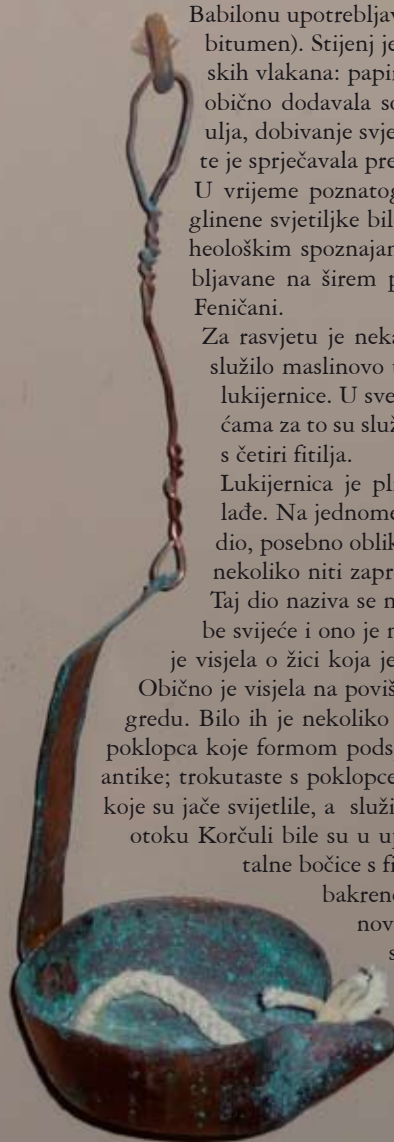 Babilonu upotrebljav
bitumen). Stijenj je
skih vlakana: papir
obično dodavala so
ulja, dobivanje svje
te je sprječavala pre
U vrijeme poznatog
glinene svjetiljke bil
heološkim spoznajan
bljavane na širem p
Feničani.
Za rasvjetu je neka
služilo maslinovo u
lukijernice. U sve
ćama za to su služ
s četiri fitilja.
Lukijernica je pli
lađe. Na jednome
dio, posebno oblik
nekoliko niti zapr
Taj dio naziva se n
be svijeće i ono je n
je visjela o žici koja je
Obično je visjela na poviš
gredu. Bilo ih je nekoliko
poklopca koje formom pods
antike; trokutaste s poklopce
koje su jače svijetlile, a služi
otoku Korčuli bile su u up
talne bočice s fi
bakreno
nov
s